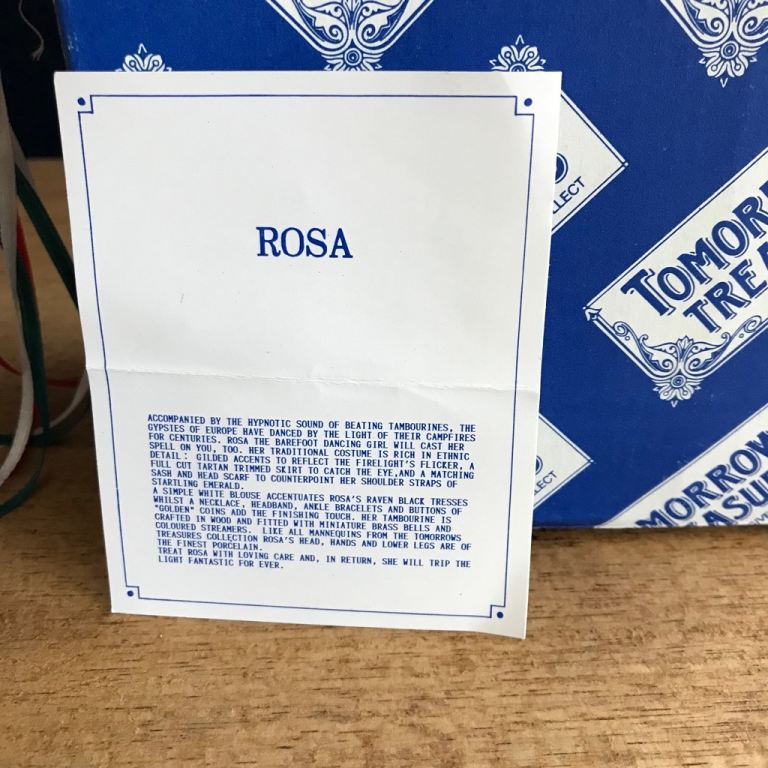 ROSA
ACCOMPANIED BY THE HYPNOTIC SOUND OF BEATING TAMBOURINES, THE
GYPSIES OF EUROPE HAVE DANCED BY THE LIGHT OF THEIR CAMPFIRES
FOR CENTURIES. ROSA THE BAREFOOT DANCING GIRL WILL CAST HER
SPELL ON YOU, TOO. HER TRADITIONAL COSTUME IS RICH IN ETHNIC
DETAIL : GILDED ACCENTS TO REFLECT THE FIRELIGHT'S FLICKER, A
FULL CUT TARTAN TRIMMED SKIRT TO CATCH THE EYE,AND A MATCHING
SASH AND HEAD SCARF TO COUNTERPOINT HER SHOULDER STRAPS OF
STARTLING EMERALD.
A SIMPLE WHITE BLOUSE ACCENTUATES ROSA'S RAVEN BLACK TRESSES
WHILST A NECKLACE, HEADBAND, ANKLE BRACELETS AND BUTTONS OF
"GOLDEN" COINS ADD THE FINISHING TOUCH. HER TAMBOURINE IS
CRAFTED IN WOOD AND FITTED WITH MINIATURE BRASS BELLS AND
COLOURED STREAMERS. LIKE ALL MANNEQUINS FROM THE TOMORROWS
TREASURES COLLECTION ROSA'S HEAD, HANDS AND LOWER LEGS ARE OF
THE FINEST PORCELAIN.
TREAT ROSA WITH LOVING CARE AND, IN RETURN, SHE WILL TRIP THE
LIGHT FANTASTIC FOR EVER.
LLECT
TOMOR
TREA
LECT
MORROW
ASU